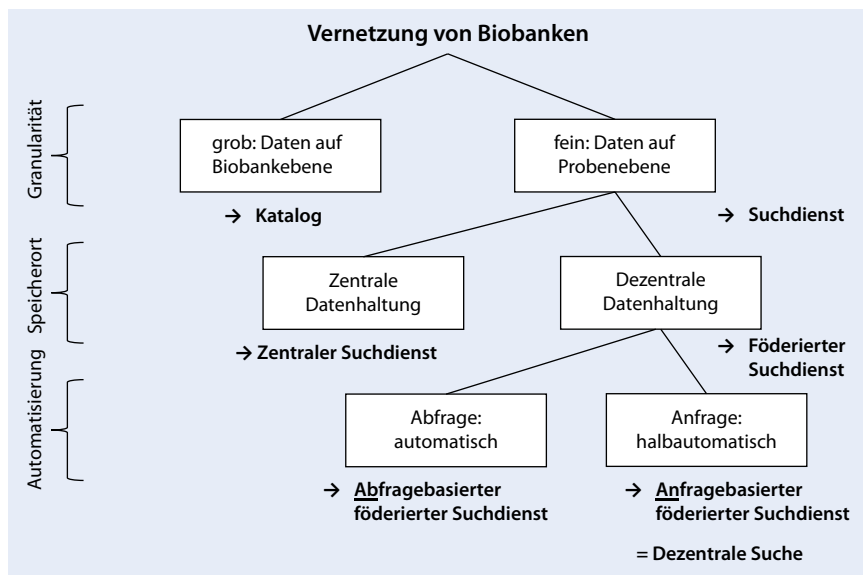 Vernetzung von Biobanken
Granularität
grob: Daten auf
Biobankebene
fein: Daten auf
Probenebene
→ Katalog
→ Suchdienst
Speicherort
Zentrale
Datenhaltung
Dezentrale
Datenhaltung
→ Zentraler Suchdienst
→ Föderierter
Suchdienst
Automatisierung
Abfrage:
automatisch
Anfrage:
halbautomatisch
→ Abfragebasierter
föderierter Suchdienst
→ Anfragebasierter
föderierter Suchdienst
= Dezentrale Suche